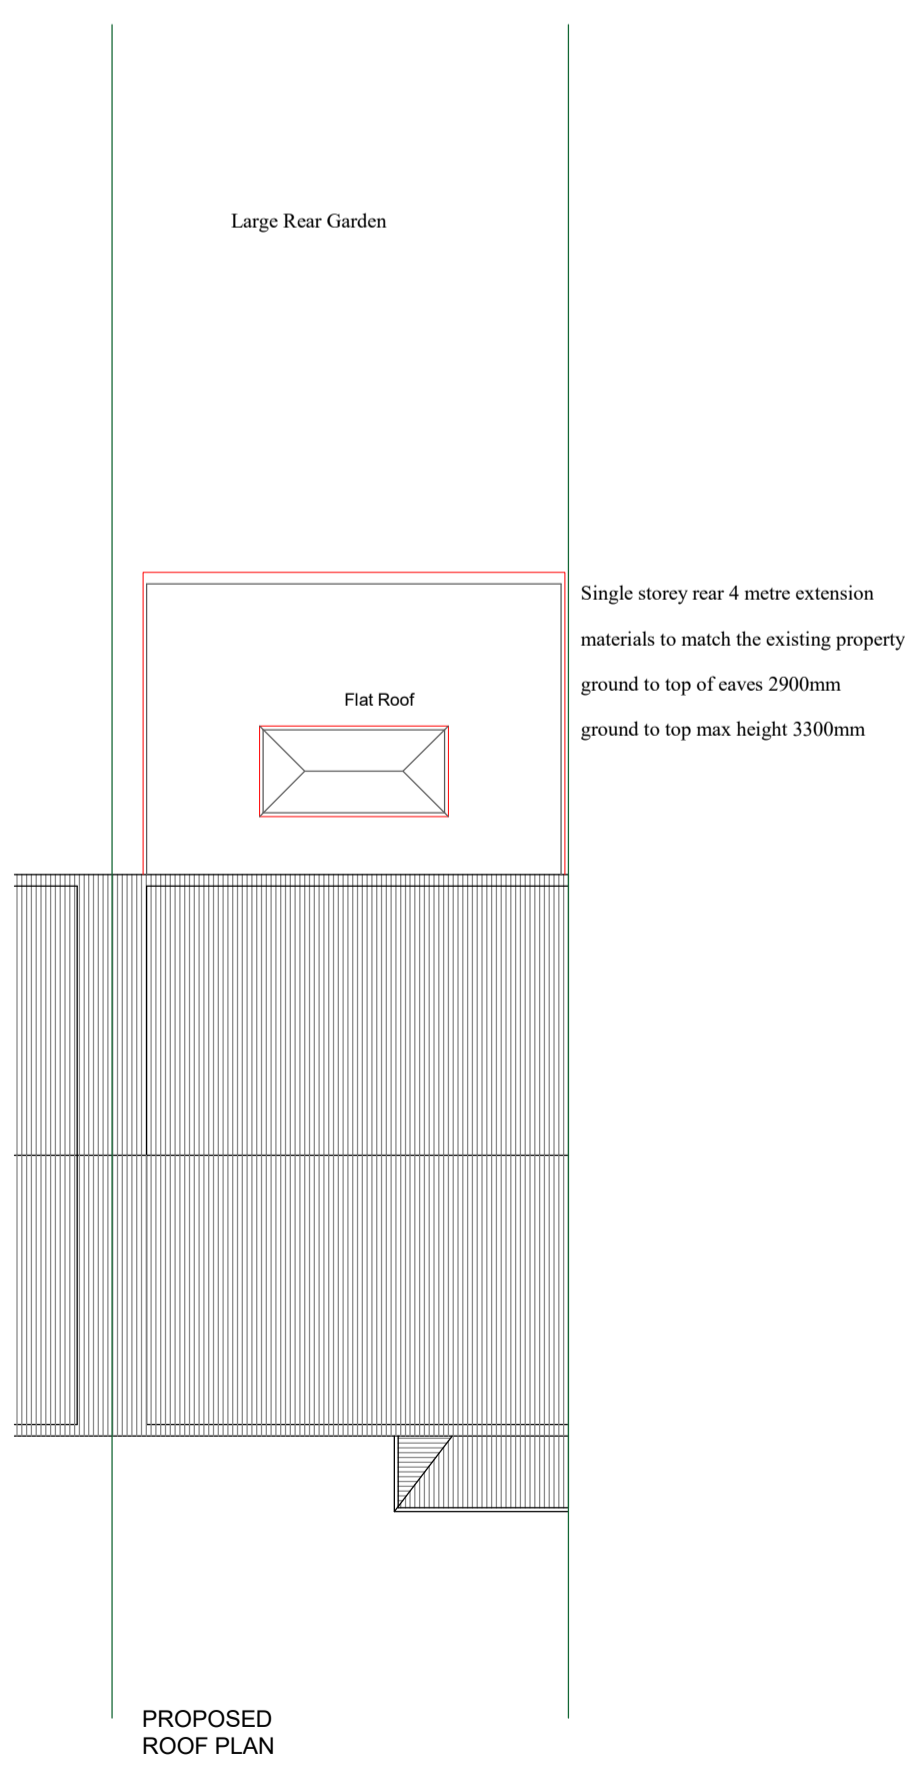 Large Rear Garden
Single storey rear 4 metre extension
materials to match the existing property
ground to top of eaves 2900mm
Flat Roof
ground to top max height 3300mm
PROPOSED
ROOF PLAN